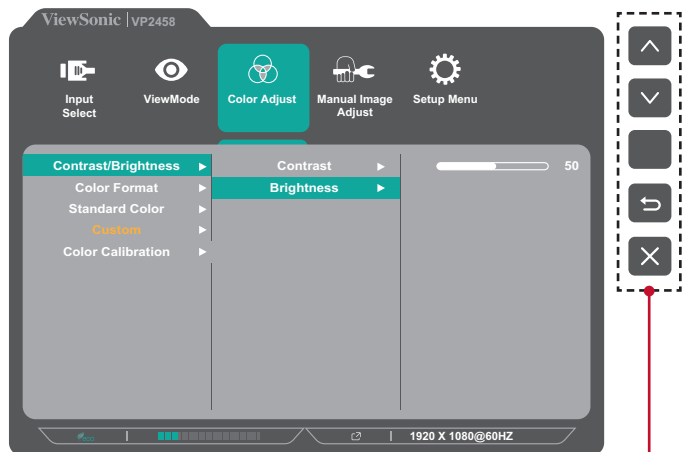 ViewSonic | VP2458
Input Select
ViewMode
Color Adjust
Manual Image Adjust
Setup Menu
Contrast/Brightness
Contrast
50
Color Format
Brightness
Standard Color
Custom
Color Calibration
eco
1920 X 1080@60HZ